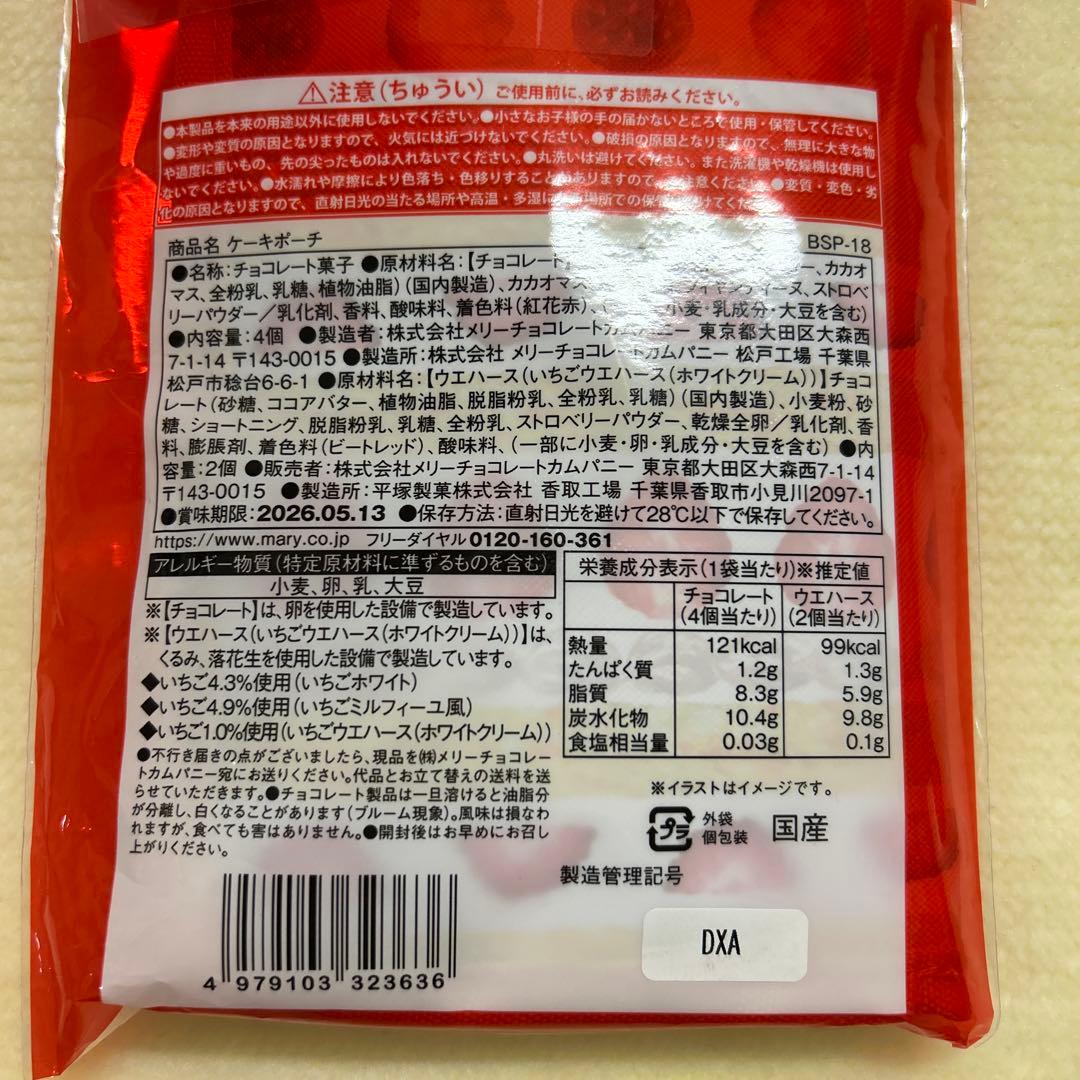 ⚠注意(ちゅうい) ご使用前に、必ずお読みください。
●本製品を本来の用途以外に使用しないでください。●小さなお子様の手の届かないところで使用・保管してください。
●変形や変質の原因となりますので、火気には近づけないでください。●破損の原因となりますので、無理に大きな物
や過度に重いもの、先の尖ったものは入れないでください。●丸洗いは避けてください。また洗濯機や乾燥機は使用し
ないでください。●水濡れや摩擦により色落ち・色移りすることがありますので、ご注意ください。●変質・変色・劣
化の原因となりますので、直射日光の当たる場所や高温・多湿に 場所での保管 けてくだ
商品名 ケーキポーチ BSP-18
●名称:チョコレート菓子 ●原材料名:【チョコレート】 ー、カカオ
マス、全粉乳、乳糖、植物油脂)(国内製造)、カカオマス フィヤンティーヌ、ストロベ
リーパウダー/乳化剤、香料、酸味料、着色料(紅花赤)、 小麦・乳成分・大豆を含む)
●内容量:4個 ●製造者:株式会社メリーチョコレートカムパニー 東京都大田区大森西
7-1-14 〒143-0015 ●製造所:株式会社 メリーチョコレートカムパニー 松戸工場 千葉県
松戸市稔台6-6-1 ●原材料名:【ウエハース(いちごウエハース(ホワイトクリーム))】チョコ
レート(砂糖、ココアバター、植物油脂、脱脂粉乳、全粉乳、乳糖)(国内製造)、小麦粉、砂
糖、ショートニング、脱脂粉乳、乳糖、全粉乳、ストロベリーパウダー、乾燥全卵/乳化剤、香
料、膨脹剤、着色料(ビートレッド)、酸味料、(一部に小麦・卵・乳成分・大豆を含む) ●内
容量:2個 ●販売者:株式会社メリーチョコレートカムパニー 東京都大田区大森西7-1-14
〒143-0015 ●製造所:平塚製菓株式会社 香取工場 千葉県香取市小見川2097-1
●賞味期限:2026.05.13 ●保存方法:直射日光を避けて28℃以下で保存してください。
https://www.mary.co.jp フリーダイヤル 0120-160-361
アレルギー物質(特定原材料に準ずるものを含む)
小麦、卵、乳、大豆
※【チョコレート】は、卵を使用した設備で製造しています。
※【ウエハース(いちごウエハース(ホワイトクリーム))】は、
くるみ、落花生を使用した設備で製造しています。
◆いちご4.3%使用(いちごホワイト)
◆いちご4.9%使用(いちごミルフィーユ風)
◆いちご1.0%使用(いちごウエハース(ホワイトクリーム))
●不行き届きの点がございましたら、現品を(株)メリーチョコレー
トカムパニー宛にお送りください。代品とお立て替えの送料を送
らせていただきます。●チョコレート製品は一旦溶けると油脂分
が分離し、白くなることがあります(ブルーム現象)。風味は損なわ
れますが、食べても害はありません。●開封後はお早めにお召し
上がりください。
栄養成分表示(1袋当たり)※推定値
チョコレート ウエハース
(4個当たり) (2個当たり)
熱量 121kcal 99kcal
たんぱく質 1.2g 1.3g
脂質 8.3g 5.9g
炭水化物 10.4g 9.8g
食塩相当量 0.03g 0.1g
※イラストはイメージです。
プラ 外袋 個包装 国産
製造管理記号
DXA
4 979103 323636